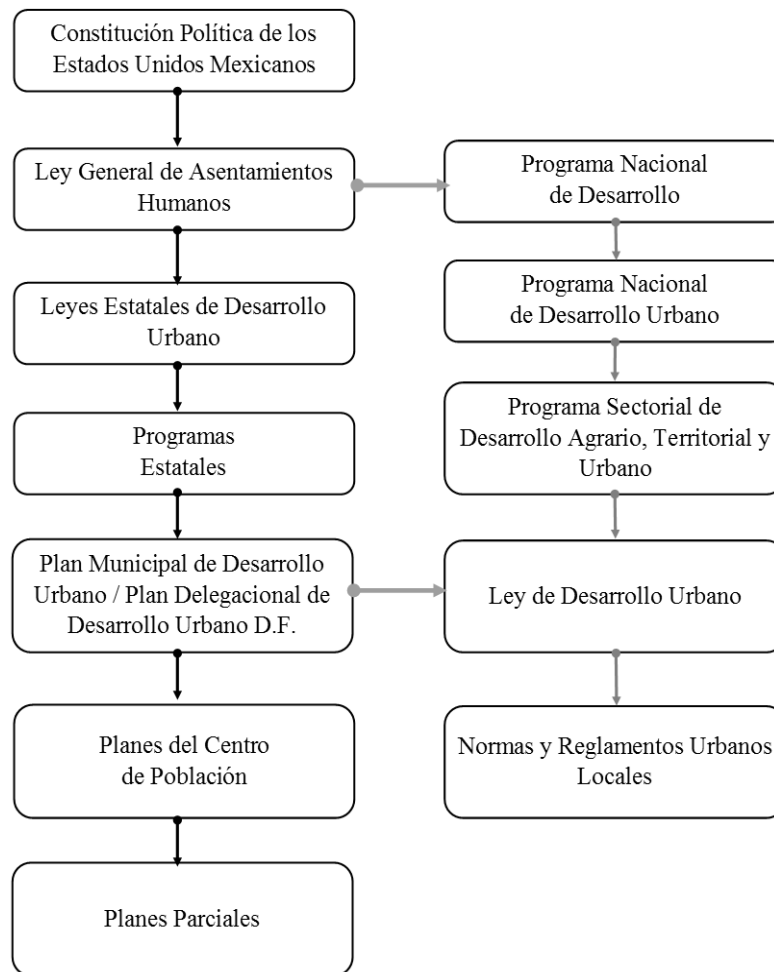 Constitución Política de los
Estados Unidos Mexicanos
Ley General de Asentamientos
Humanos
Leyes Estatales de Desarrollo
Urbano
Programas
Estatales
Plan Municipal de Desarrollo
Urbano / Plan Delegacional de
Desarrollo Urbano D.F.
Planes del Centro
de Población
Planes Parciales
Programa Nacional
de Desarrollo
Programa Nacional
de Desarrollo Urbano
Programa Sectorial de
Desarrollo Agrario, Territorial y
Urbano
Ley de Desarrollo Urbano
Normas y Reglamentos Urbanos
Locales